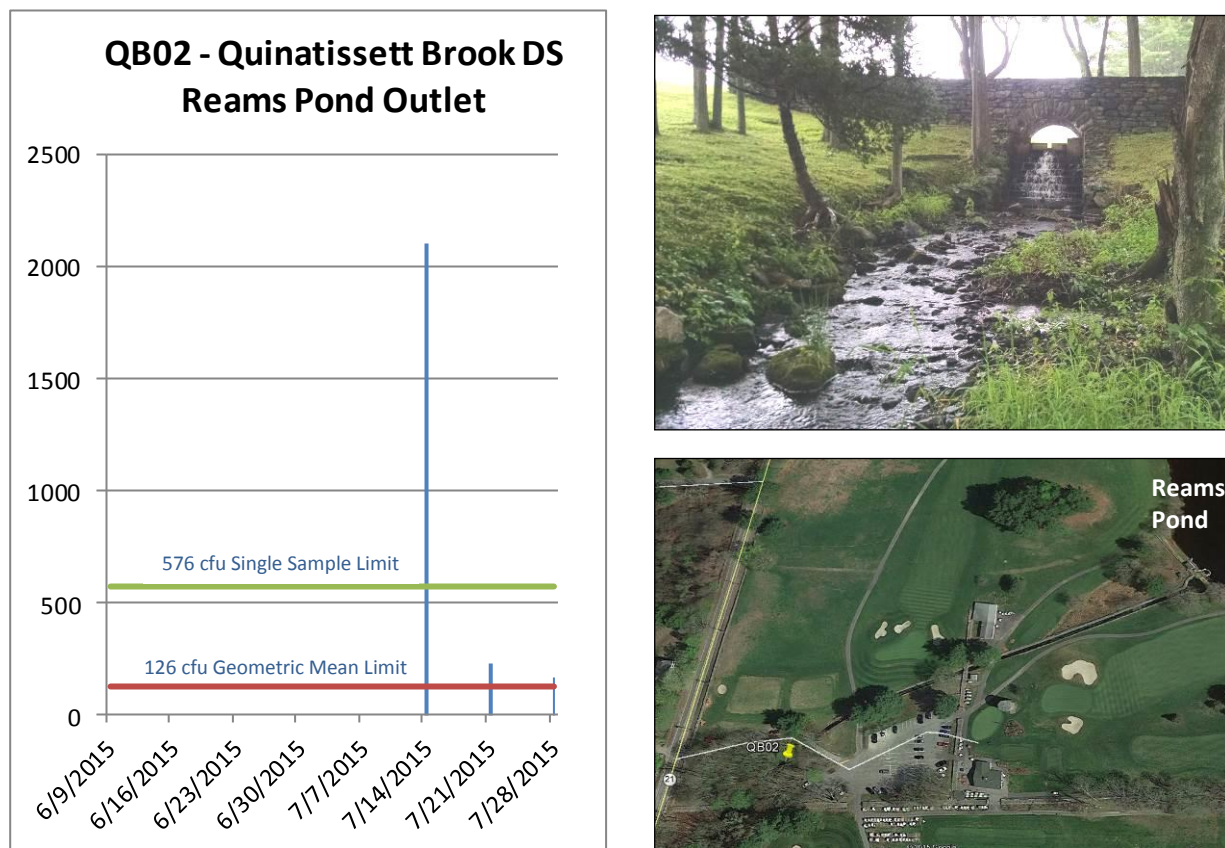 QB02 - Quinatissett Brook DS
Reams Pond Outlet
2500
2000
1500
1000
576 cfu Single Sample Limit
500
126 cfu Geometric Mean Limit
0
6/9/2015
6/16/2015
6/23/2015
6/30/2015
7/7/2015
7/14/2015
7/21/2015
7/28/2015
Reams
Pond
QB02
21